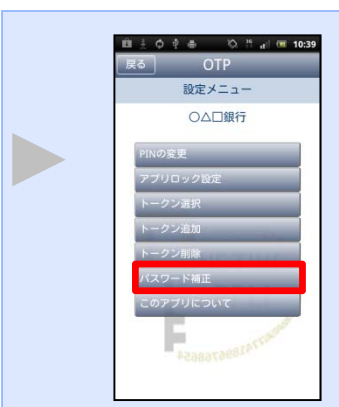 10:39
戻る OTP
設定メニュー
○△□銀行
PINの変更
アプリロック設定
トークン選択
トークン追加
トークン削除
パスワード補正
このアプリについて
F